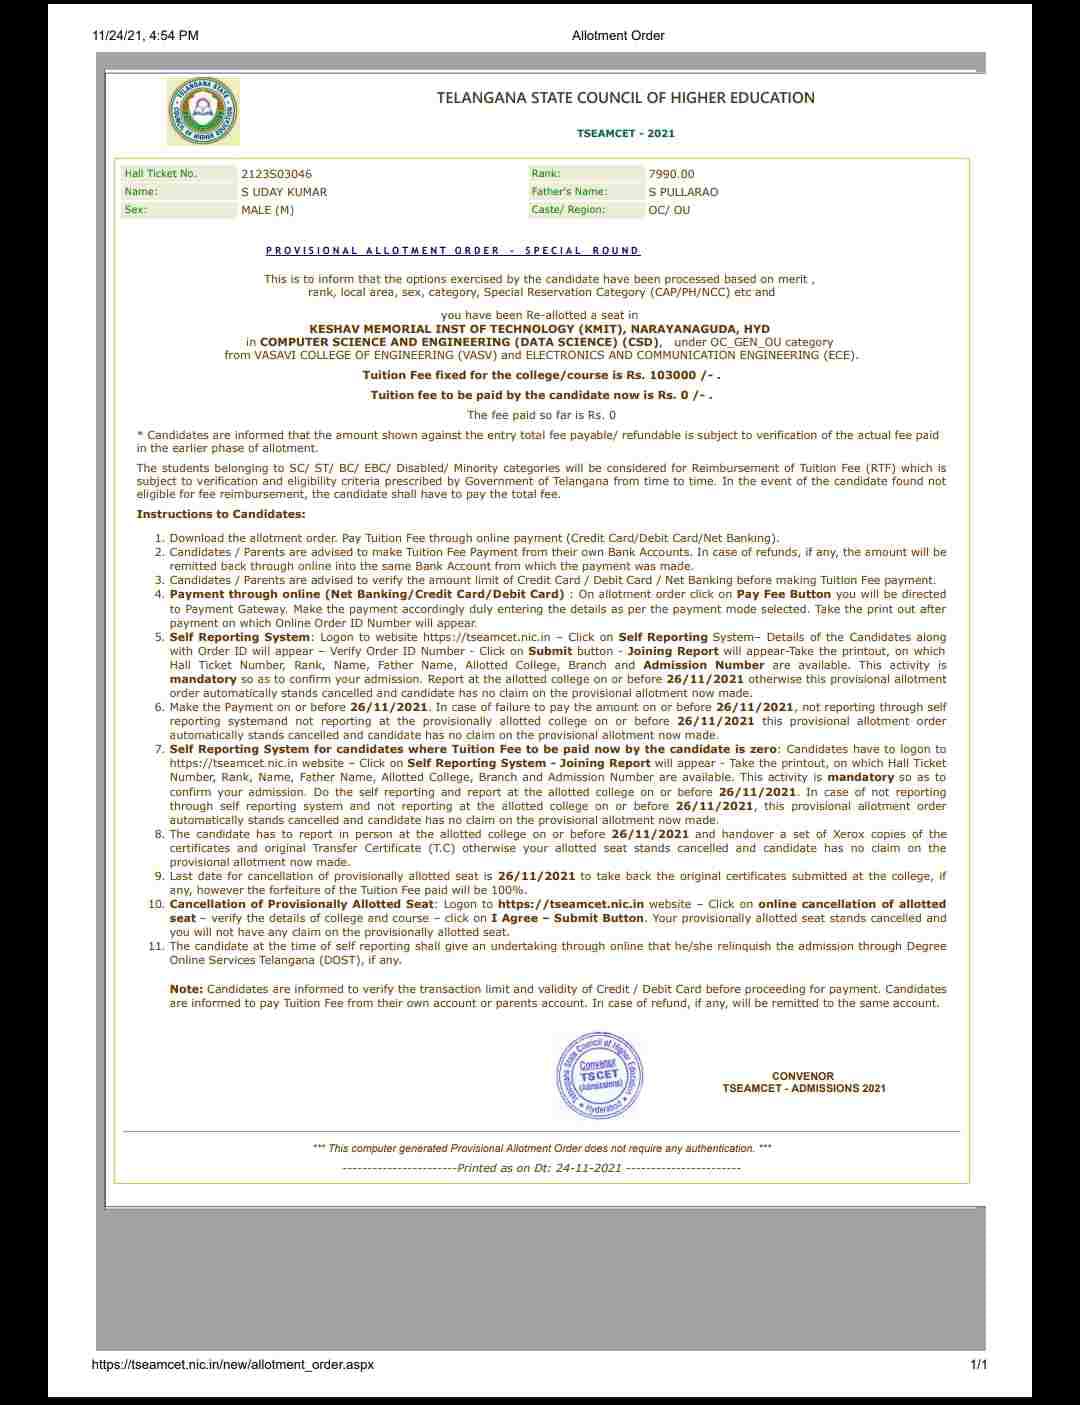 11/24/21, 4:54 PM
Allotment Order
TELANGANA STATE COUNCIL OF HIGHER EDUCATION
TSEAMCET - 2021
Hall Ticket No. 2123S03046 Rank: 7990.00
Name: S UDAY KUMAR Father's Name: S PULLARAO
Sex: MALE (M) Caste/ Region: OC/ OU
PROVISIONAL ALLOTMENT ORDER - SPECIAL ROUND
This is to inform that the options exercised by the candidate have been processed based on merit ,
rank, local area, sex, category, Special Reservation Category (CAP/PH/NCC) etc and
you have been Re-allotted a seat in
KESHAV MEMORIAL INST OF TECHNOLOGY (KMIT), NARAYANAGUDA, HYD
in COMPUTER SCIENCE AND ENGINEERING (DATA SCIENCE) (CSD), under OC_GEN_OU category
from VASAVI COLLEGE OF ENGINEERING (VASV) and ELECTRONICS AND COMMUNICATION ENGINEERING (ECE).
Tuition Fee fixed for the college/course is Rs. 103000 /- .
Tuition fee to be paid by the candidate now is Rs. 0 /- .
The fee paid so far is Rs. 0
* Candidates are informed that the amount shown against the entry total fee payable/ refundable is subject to verification of the actual fee paid
in the earlier phase of allotment.
The students belonging to SC/ ST/ BC/ EBC/ Disabled/ Minority categories will be considered for Reimbursement of Tuition Fee (RTF) which is
subject to verification and eligibility criteria prescribed by Government of Telangana from time to time. In the event of the candidate found not
eligible for fee reimbursement, the candidate shall have to pay the total fee.
Instructions to Candidates:
1. Download the allotment order. Pay Tuition Fee through online payment (Credit Card/Debit Card/Net Banking).
2. Candidates / Parents are advised to make Tuition Fee Payment from their own Bank Accounts. In case of refunds, if any, the amount will be
remitted back through online into the same Bank Account from which the payment was made.
3. Candidates / Parents are advised to verify the amount limit of Credit Card / Debit Card / Net Banking before making Tuition Fee payment.
4. Payment through online (Net Banking/Credit Card/Debit Card) : On allotment order click on Pay Fee Button you will be directed
to Payment Gateway. Make the payment accordingly duly entering the details as per the payment mode selected. Take the print out after
payment on which Online Order ID Number will appear.
5. Self Reporting System: Logon to website https://tseamcet.nic.in – Click on Self Reporting System– Details of the Candidates along
with Order ID will appear – Verify Order ID Number - Click on Submit button - Joining Report will appear-Take the printout, on which
Hall Ticket Number, Rank, Name, Father Name, Allotted College, Branch and Admission Number are available. This activity is
mandatory so as to confirm your admission. Report at the allotted college on or before 26/11/2021 otherwise this provisional allotment
order automatically stands cancelled and candidate has no claim on the provisional allotment now made.
6. Make the Payment on or before 26/11/2021. In case of failure to pay the amount on or before 26/11/2021, not reporting through self
reporting systemand not reporting at the provisionally allotted college on or before 26/11/2021 this provisional allotment order
automatically stands cancelled and candidate has no claim on the provisional allotment now made.
7. Self Reporting System for candidates where Tuition Fee to be paid now by the candidate is zero: Candidates have to logon to
https://tseamcet.nic.in website – Click on Self Reporting System - Joining Report will appear - Take the printout, on which Hall Ticket
Number, Rank, Name, Father Name, Allotted College, Branch and Admission Number are available. This activity is mandatory so as to
confirm your admission. Do the self reporting and report at the allotted college on or before 26/11/2021. In case of not reporting
through self reporting system and not reporting at the allotted college on or before 26/11/2021, this provisional allotment order
automatically stands cancelled and candidate has no claim on the provisional allotment now made.
8. The candidate has to report in person at the allotted college on or before 26/11/2021 and handover a set of Xerox copies of the
certificates and original Transfer Certificate (T.C) otherwise your allotted seat stands cancelled and candidate has no claim on the
provisional allotment now made.
9. Last date for cancellation of provisionally allotted seat is 26/11/2021 to take back the original certificates submitted at the college, if
any, however the forfeiture of the Tuition Fee paid will be 100%.
10. Cancellation of Provisionally Allotted Seat: Logon to https://tseamcet.nic.in website – Click on online cancellation of allotted
seat – verify the details of college and course – click on I Agree – Submit Button. Your provisionally allotted seat stands cancelled and
you will not have any claim on the provisionally allotted seat.
11. The candidate at the time of self reporting shall give an undertaking through online that he/she relinquish the admission through Degree
Online Services Telangana (DOST), if any.
Note: Candidates are informed to verify the transaction limit and validity of Credit / Debit Card before proceeding for payment. Candidates
are informed to pay Tuition Fee from their own account or parents account. In case of refund, if any, will be remitted to the same account.
Telangana State Council of Higher Education
Convenor
TSCET
(Admissions)
Hyderabad
CONVENOR
TSEAMCET - ADMISSIONS 2021
*** This computer generated Provisional Allotment Order does not require any authentication. ***
-----------------------Printed as on Dt: 24-11-2021 -----------------------
https://tseamcet.nic.in/new/allotment_order.aspx
1/1